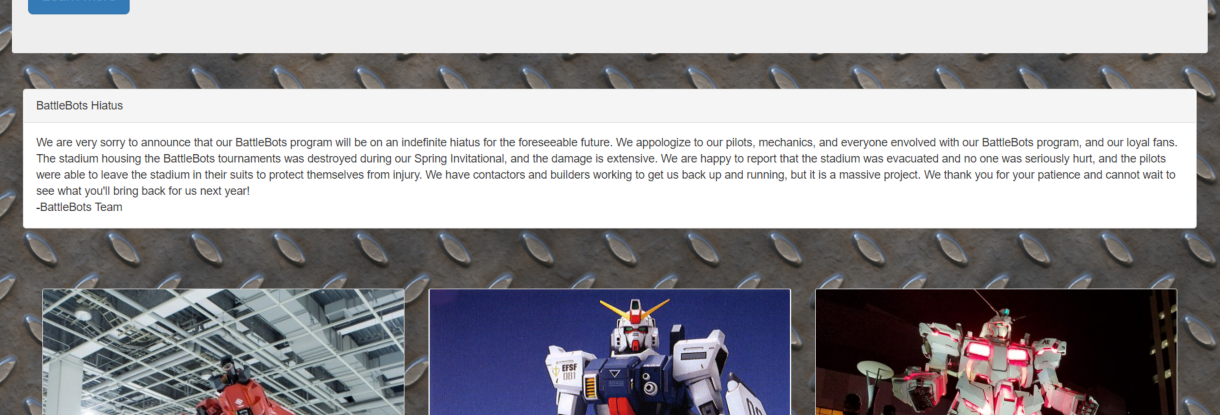 BattleBots Hiatus
We are very sorry to announce that our BattleBots program will be on an indefinite hiatus for the foreseeable future. We appologize to our pilots, mechanics, and everyone envolved with our BattleBots program, and our loyal fans.
The stadium housing the BattleBots tournaments was destroyed during our Spring Invitational, and the damage is extensive. We are happy to report that the stadium was evacuated and no one was seriously hurt, and the pilots
were able to leave the stadium in their suits to protect themselves from injury. We have contactors and builders working to get us back up and running, but it is a massive project. We thank you for your patience and cannot wait to
see what you'll bring back for us next year!
-BattleBots Team
EFSF
081